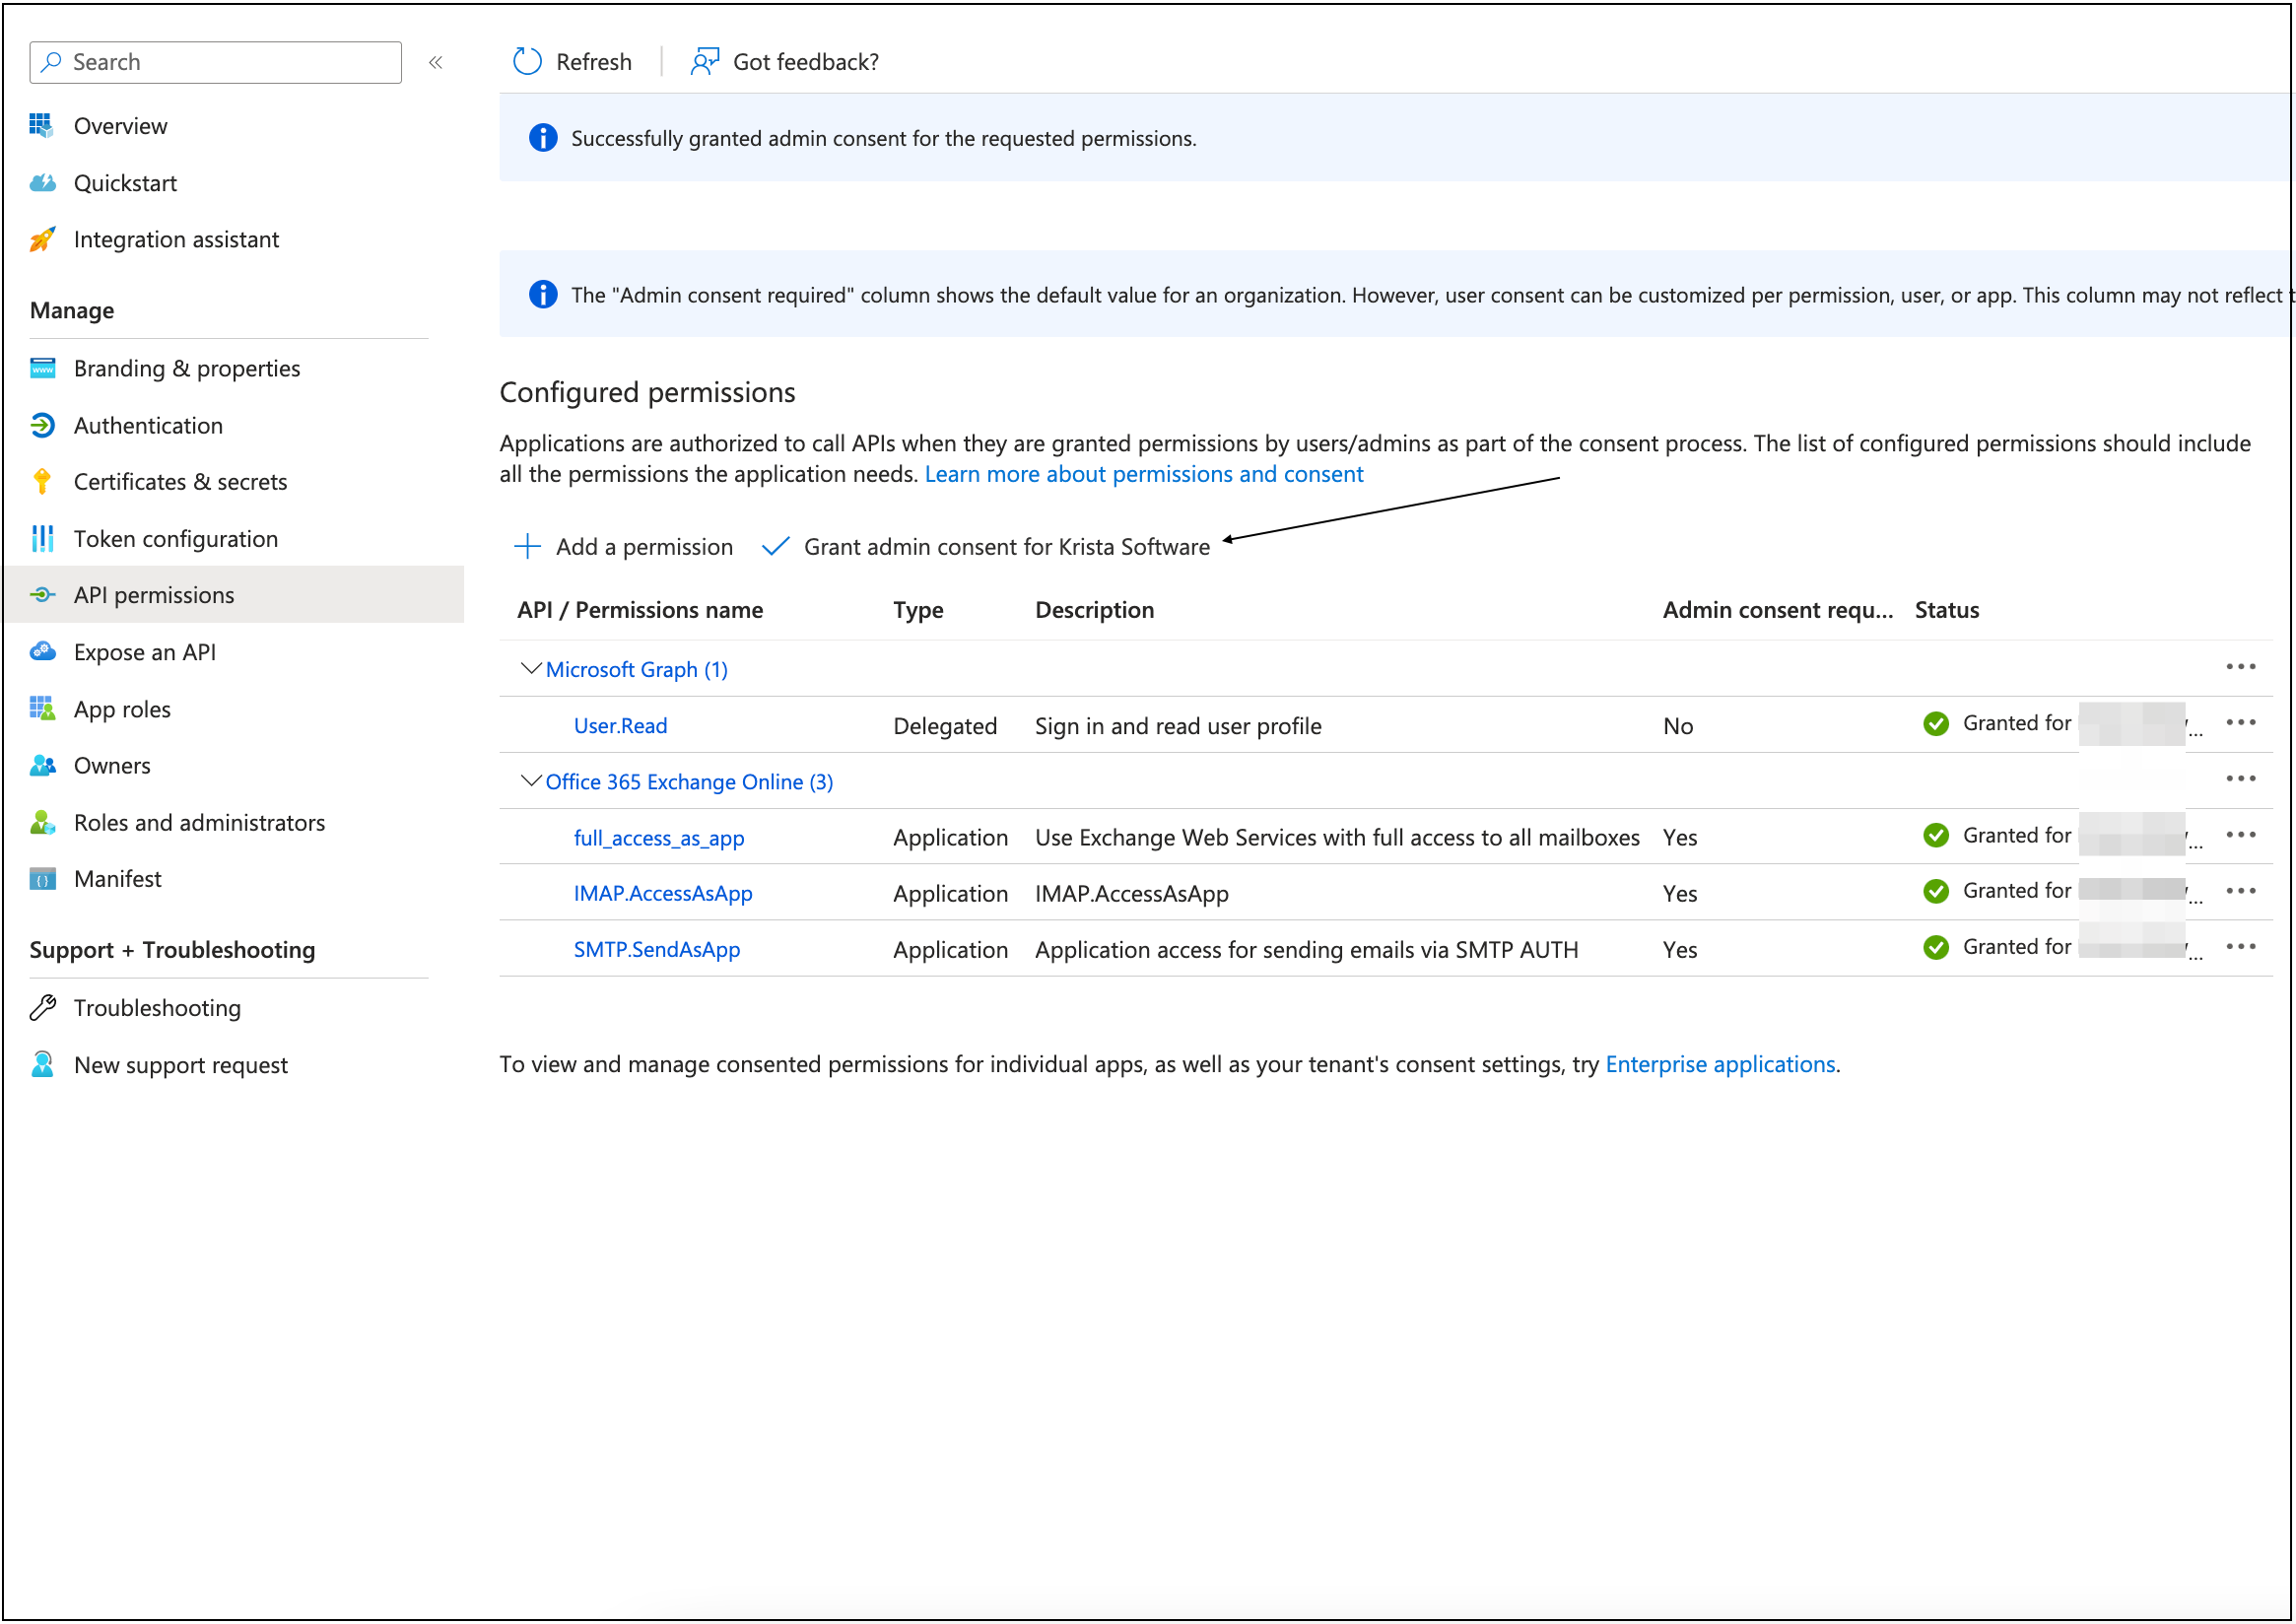 Search
«
Refresh
Got feedback?
Overview
Quickstart
Integration assistant
Manage
Branding & properties
Authentication
Certificates & secrets
Token configuration
API permissions
Expose an API
App roles
Owners
Roles and administrators
Manifest
Support + Troubleshooting
Troubleshooting
New support request
Successfully granted admin consent for the requested permissions.
The "Admin consent required" column shows the default value for an organization. However, user consent can be customized per permission, user, or app. This column may not reflect
Configured permissions
Applications are authorized to call APIs when they are granted permissions by users/admins as part of the consent process. The list of configured permissions should include
all the permissions the application needs. Learn more about permissions and consent
Add a permission Grant admin consent for Krista Software
API / Permissions name Type Description Admin consent requ... Status
Microsoft Graph (1)
User.Read Delegated Sign in and read user profile No Granted for ...
Office 365 Exchange Online (3)
full_access_as_app Application Use Exchange Web Services with full access to all mailboxes Yes Granted for ...
IMAP.AccessAsApp Application IMAP.AccessAsApp Yes Granted for ...
SMTP.SendAsApp Application Application access for sending emails via SMTP AUTH Yes Granted for ...
To view and manage consented permissions for individual apps, as well as your tenant's consent settings, try Enterprise applications.